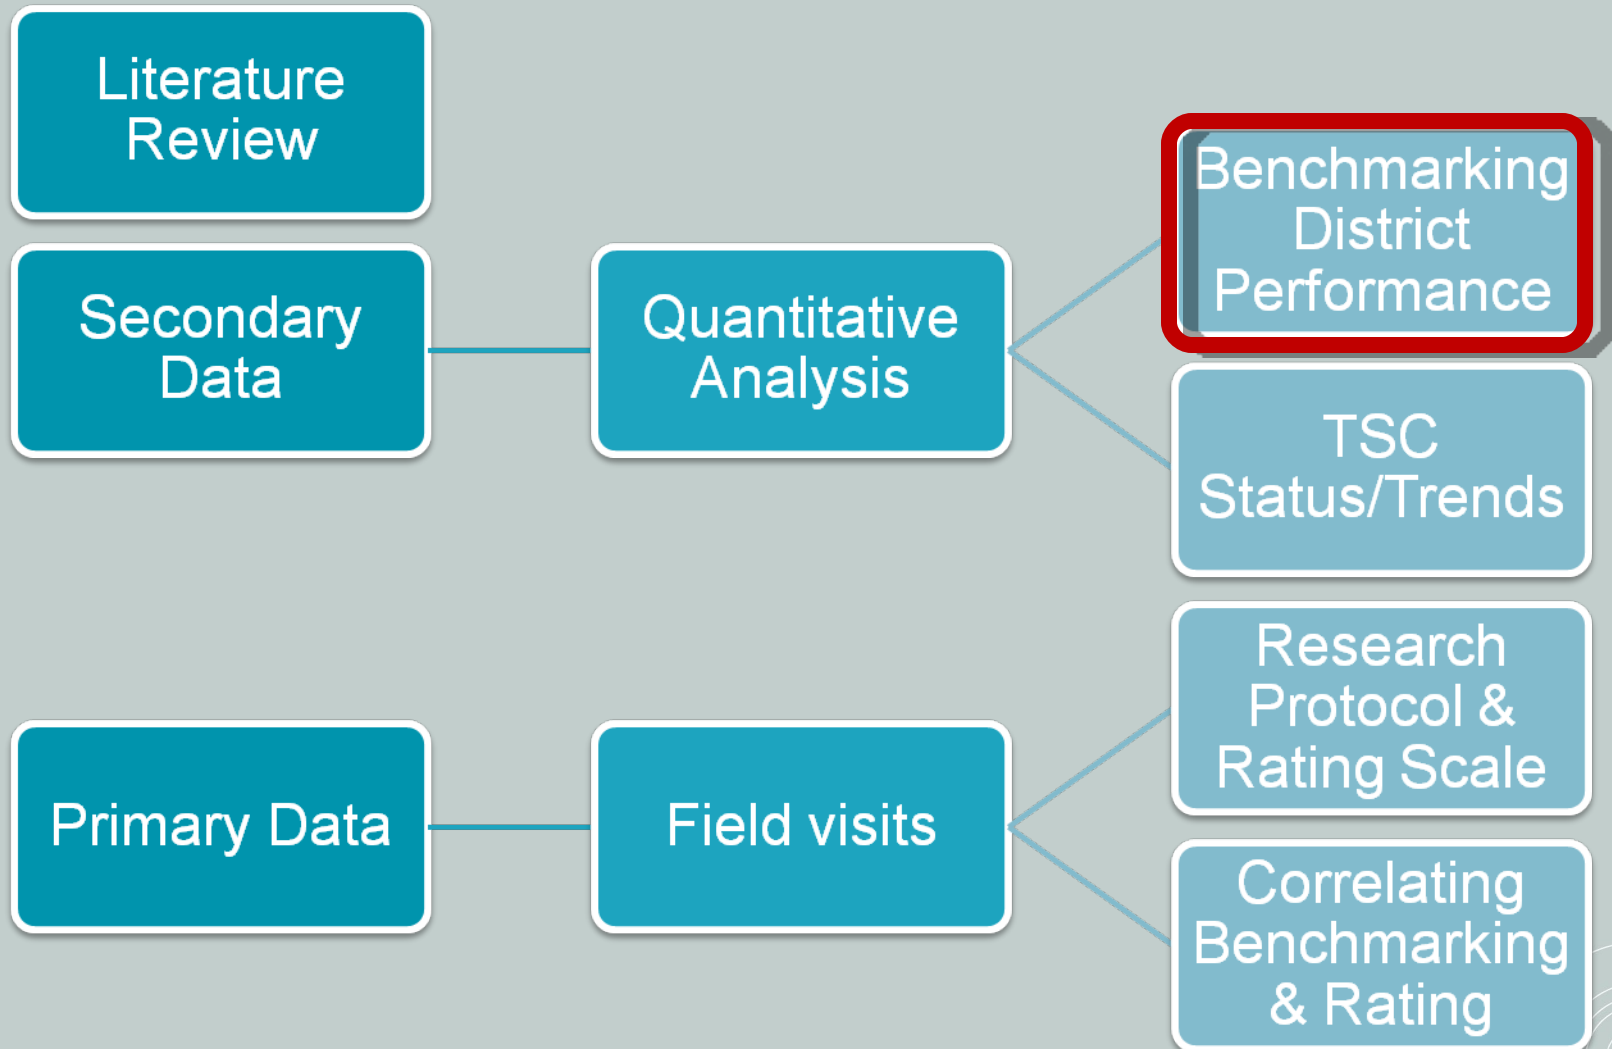 Literature
Review
Secondary
Data
Quantitative
Analysis
Benchmarking
District
Performance
TSC
Status/Trends
Primary Data
Field visits
Research
Protocol &
Rating Scale
Correlating
Benchmarking
& Rating